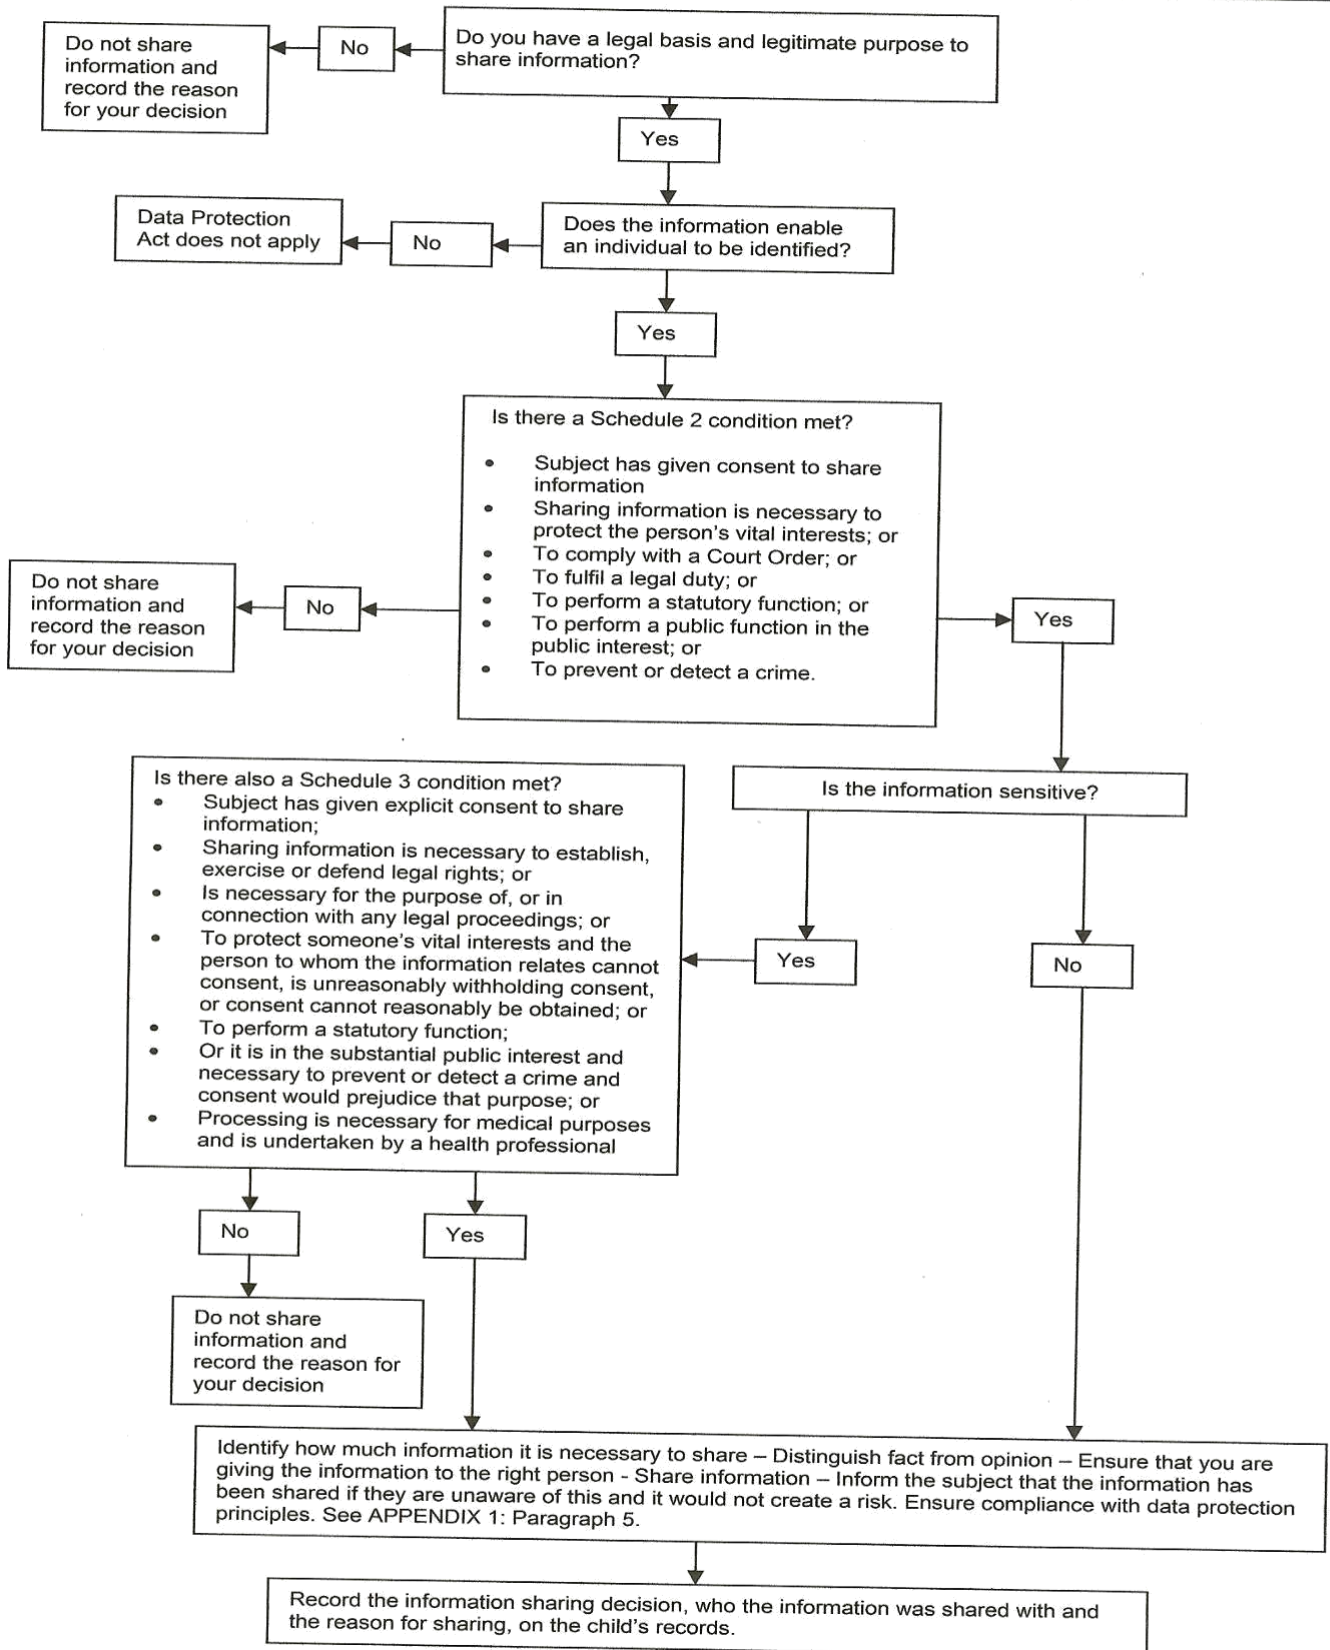 Do you have a legal basis and legitimate purpose to
share information?
No
Do not share
information and
record the reason
for your decision
Yes
Does the information enable
an individual to be identified?
No
Data Protection
Act does not apply
Yes
Is there a Schedule 2 condition met?
• Subject has given consent to share
information
• Sharing information is necessary to
protect the person's vital interests; or
• To comply with a Court Order; or
• To fulfil a legal duty; or
• To perform a statutory function; or
• To perform a public function in the
public interest; or
• To prevent or detect a crime.
No
Do not share
information and
record the reason
for your decision
Yes
Is the information sensitive?
Yes
No
Is there also a Schedule 3 condition met?
• Subject has given explicit consent to share
information;
• Sharing information is necessary to establish,
exercise or defend legal rights; or
• Is necessary for the purpose of, or in
connection with any legal proceedings; or
• To protect someone's vital interests and the
person to whom the information relates cannot
consent, is unreasonably withholding consent,
or consent cannot reasonably be obtained; or
• To perform a statutory function;
• Or it is in the substantial public interest and
necessary to prevent or detect a crime and
consent would prejudice that purpose; or
• Processing is necessary for medical purposes
and is undertaken by a health professional
No
Yes
Do not share
information and
record the reason for
your decision
Identify how much information it is necessary to share – Distinguish fact from opinion – Ensure that you are
giving the information to the right person - Share information – Inform the subject that the information has
been shared if they are unaware of this and it would not create a risk. Ensure compliance with data protection
principles. See APPENDIX 1: Paragraph 5.
Record the information sharing decision, who the information was shared with and
the reason for sharing, on the child's records.